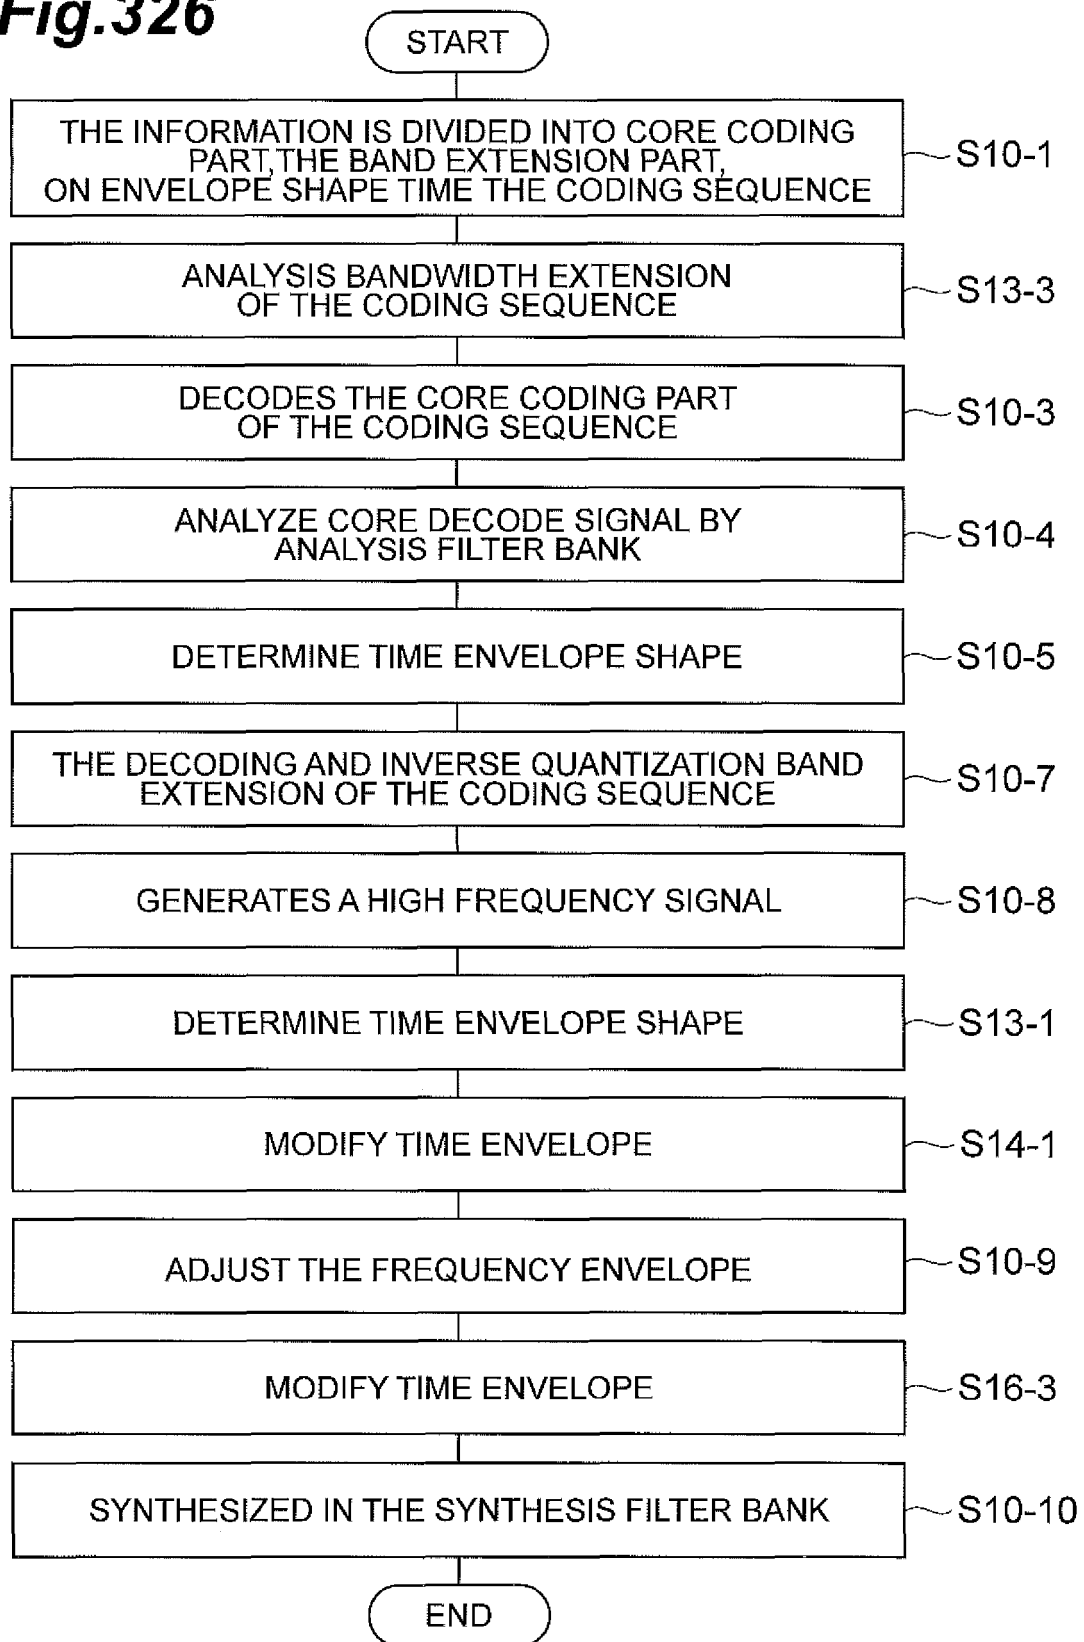 Fig.326
START
THE INFORMATION IS DIVIDED INTO CORE CODING
PART,THE BAND EXTENSION PART,
ON ENVELOPE SHAPE TIME THE CODING SEQUENCE
S10-1
ANALYSIS BANDWIDTH EXTENSION
OF THE CODING SEQUENCE
S13-3
DECODES THE CORE CODING PART
OF THE CODING SEQUENCE
S10-3
ANALYZE CORE DECODE SIGNAL BY
ANALYSIS FILTER BANK
S10-4
DETERMINE TIME ENVELOPE SHAPE
S10-5
THE DECODING AND INVERSE QUANTIZATION BAND
EXTENSION OF THE CODING SEQUENCE
S10-7
GENERATES A HIGH FREQUENCY SIGNAL
S10-8
DETERMINE TIME ENVELOPE SHAPE
S13-1
MODIFY TIME ENVELOPE
S14-1
ADJUST THE FREQUENCY ENVELOPE
S10-9
MODIFY TIME ENVELOPE
S16-3
SYNTHESIZED IN THE SYNTHESIS FILTER BANK
S10-10
END